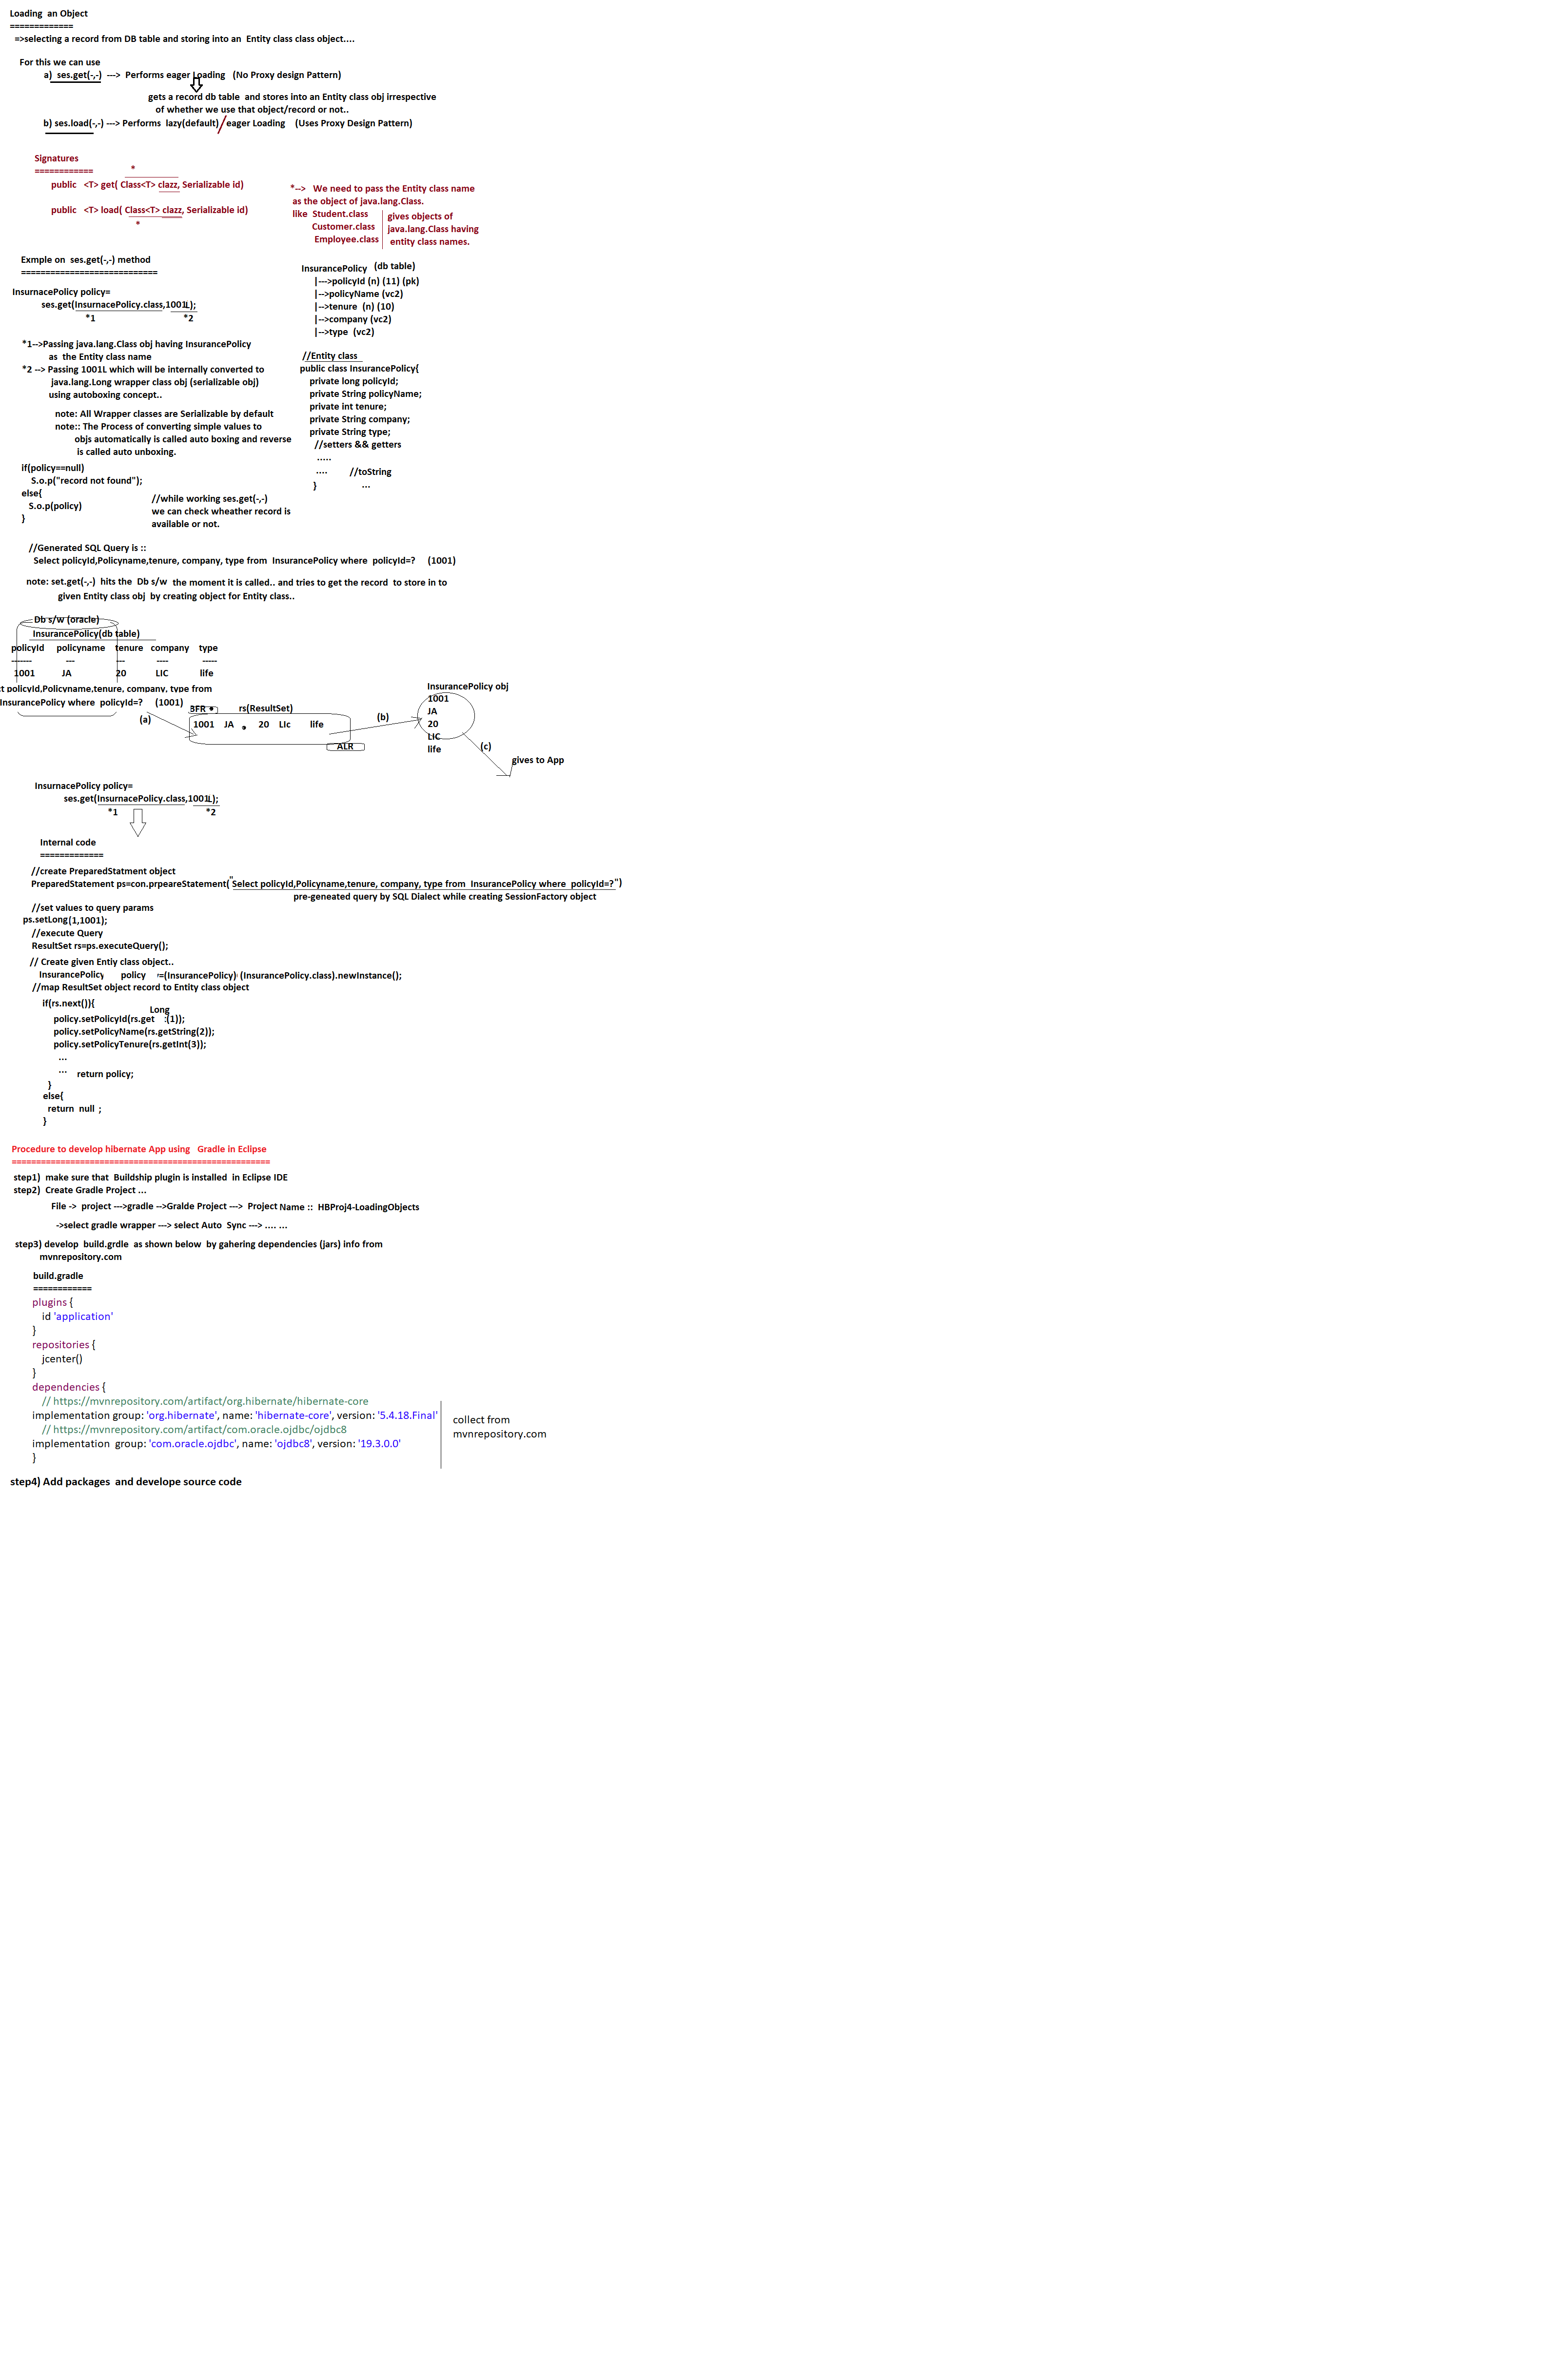 Loading  an Object
=============
=>selecting a record from DB table and storing into an  Entity class class object....
For this we can use
a)  ses.get(-,-)  ---> Performs eager Loading   (No Proxy design Pattern)
gets a record db table  and stores into an Entity class obj irrespective
of whether we use that object/record or not..
b) ses.load(-,-) ---> Performs  lazy(default)/eager Loading    (Uses Proxy Design Pattern)
Signatures
============
*
public   <T> get( Class<T> clazz, Serializable id)
public   <T> load( Class<T> clazz, Serializable id)
*
*-->   We need to pass the Entity class name
as the object of java.lang.Class.
like  Student.class
Customer.class
Employee.class
gives objects of
java.lang.Class having
entity class names.
Exmple on  ses.get(-,-) method
============================
InsurnacePolicy policy=
ses.get(InsurnacePolicy.class,1001L);
*1                    *2
*1-->Passing java.lang.Class obj having InsurancePolicy
as  the Entity class name
*2 --> Passing 1001L which will be internally converted to
java.lang.Long wrapper class obj (serializable obj)
using autoboxing concept..
note: All Wrapper classes are Serializable by default
note:: The Process of converting simple values to
objs automatically is called auto boxing and reverse
is called auto unboxing.
if(policy==null)
S.o.p("record not found");
else{
S.o.p(policy)
}
//while working ses.get(-,-)
we can check wheather record is
available or not.
InsurancePolicy   (db table)
|--->policyId (n) (11) (pk)
|-->policyName (vc2)
|-->tenure  (n) (10)
|-->company (vc2)
|-->type  (vc2)
//Entity class
public class InsurancePolicy{
private long policyId;
private String policyName;
private int tenure;
private String company;
private String type;
//setters && getters
.....
....         //toString
}                   ...
//Generated SQL Query is ::
Select policyId,Policyname,tenure, company, type from  InsurancePolicy where  policyId=?     (1001)
note: set.get(-,-)  hits the  Db s/w  the moment it is called.. and tries to get the record  to store in to
given Entity class obj  by creating object for Entity class..
Db s/w (oracle)
InsurancePolicy(db table)
policyId     policyname    tenure   company    type
-------              ---                 ---             ----              -----
1001           JA                  20            LIC             life
ct policyId,Policyname,tenure, company, type from
InsurancePolicy where  policyId=?     (1001)
(a)
BFR
rs(ResultSet)
1001    JA          20    LIc        life
ALR
(b)
InsurancePolicy obj
1001
JA
20
LIC
life
(c)
gives to App
InsurnacePolicy policy=
ses.get(InsurnacePolicy.class,1001L);
*1                    *2
Internal code
=============
//create PreparedStatment object
PreparedStatement ps=con.prpeareStatement("Select policyId,Policyname,tenure, company, type from  InsurancePolicy where  policyId=?")
pre-geneated query by SQL Dialect while creating SessionFactory object
//set values to query params
ps.setLong(1,1001);
//execute Query
ResultSet rs=ps.executeQuery();
// Create given Entiy class object..
InsurancePolicy       policy     =(InsurancePolicy) (InsurancePolicy.class).newInstance();
//map ResultSet object record to Entity class object
if(rs.next()){
policy.setPolicyId(rs.getLong(1));
policy.setPolicyName(rs.getString(2));
policy.setPolicyTenure(rs.getInt(3));
...
...    return policy;
}
else{
return  null  ;
}
Procedure to develop hibernate App using   Gradle in Eclipse
=====================================================
step1)  make sure that  Buildship plugin is installed  in Eclipse IDE
step2)  Create Gradle Project ...
File ->  project --->gradle -->Gralde Project --->  Project Name ::  HBProj4-LoadingObjects
->select gradle wrapper ---> select Auto  Sync ---> .... ...
step3) develop  build.grdle  as shown below  by gahering dependencies (jars) info from
mvnrepository.com
build.gradle
============
plugins {
id 'application'
}
repositories {
jcenter()
}
dependencies {
// https://mvnrepository.com/artifact/org.hibernate/hibernate-core
implementation group: 'org.hibernate', name: 'hibernate-core', version: '5.4.18.Final'
// https://mvnrepository.com/artifact/com.oracle.ojdbc/ojdbc8
implementation  group: 'com.oracle.ojdbc', name: 'ojdbc8', version: '19.3.0.0'
}
collect from
mvnrepository.com
step4) Add packages  and develope source code